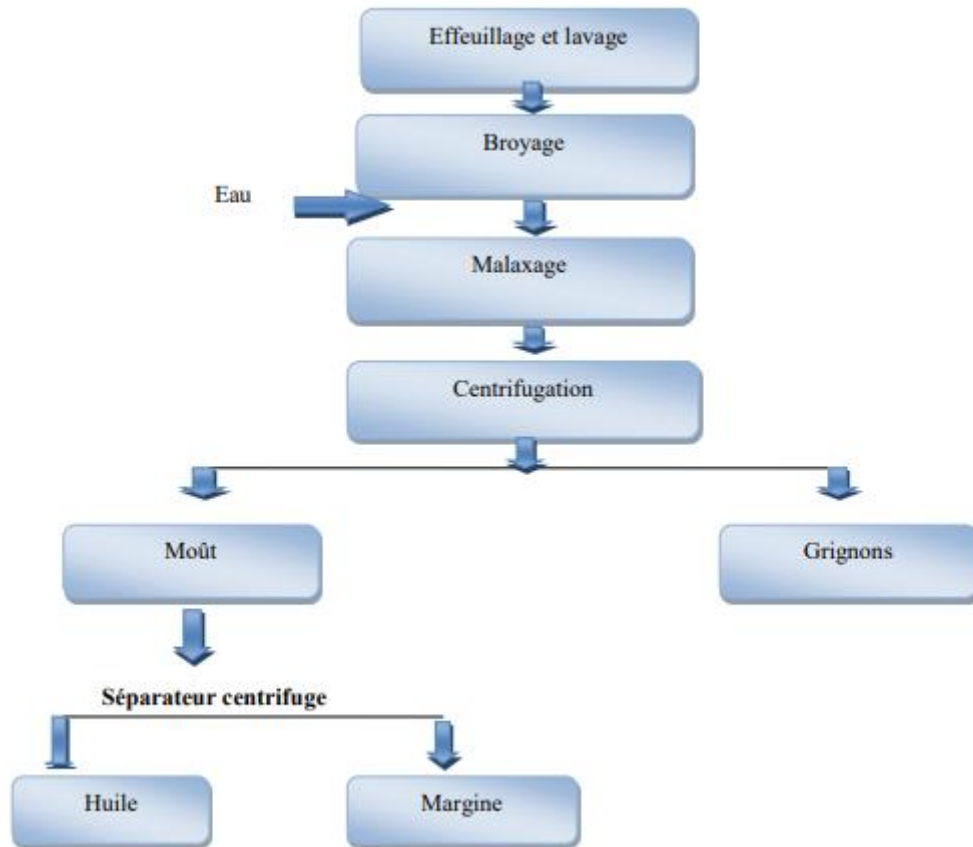 Effeuillage et lavage
Broyage
Eau
Malaxage
Centrifugation
Moût
Grignons
Séparateur centrifuge
Huile
Margine